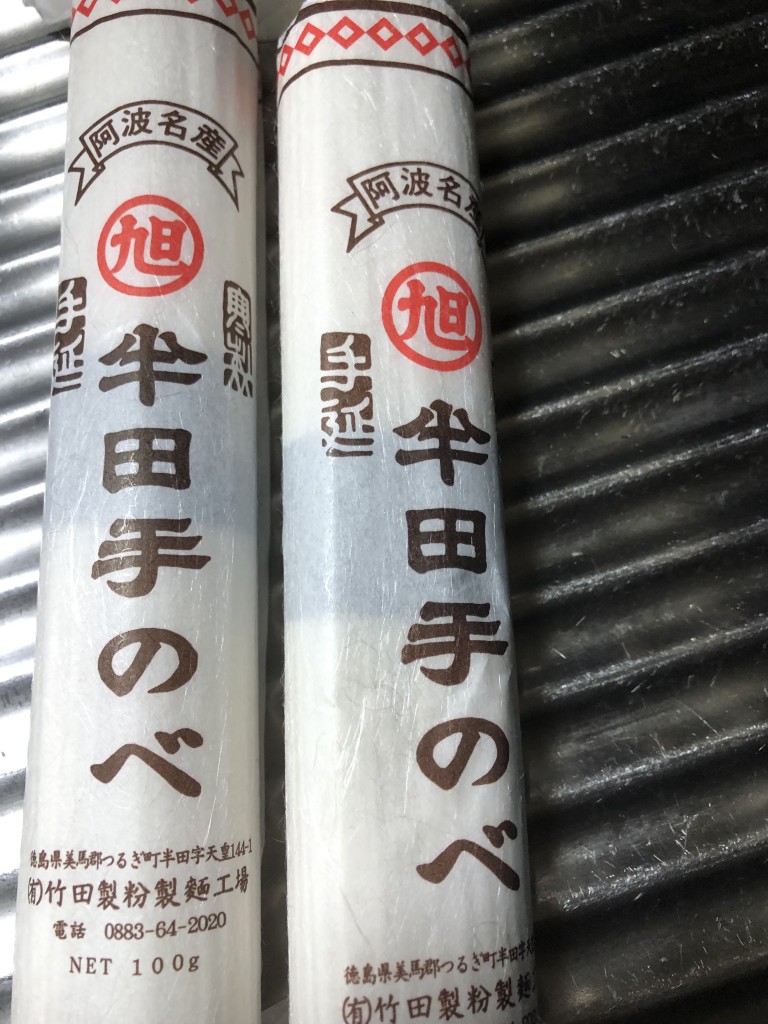 阿波名産
旭
手延
半田手のべ
徳島県美馬郡つるぎ町半田字天皇144-1
(有)竹田製粉製麺工場
電話 0883-64-2020
NET 100g
阿波名産
旭
手延
半田手のべ
徳島県美馬郡つるぎ町半田字天
(有)竹田製粉製麺工